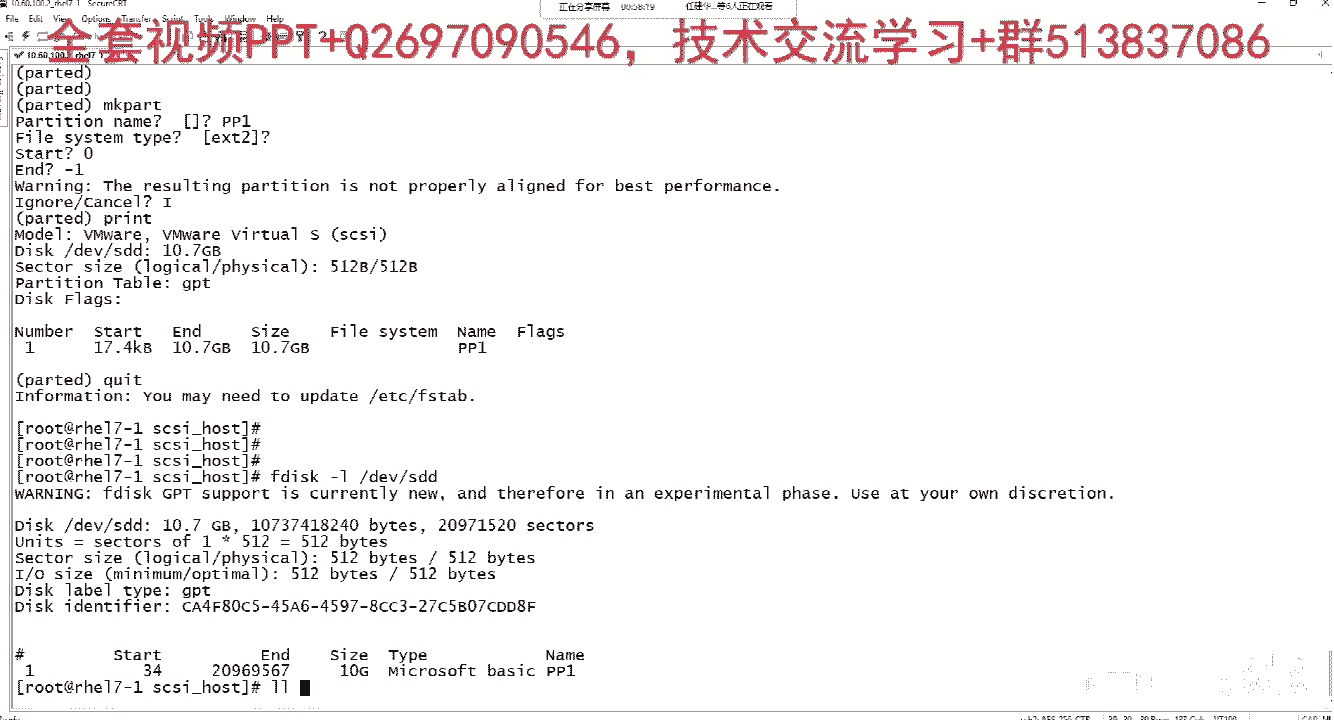 10.60.100.2_rhel7_1 - SecureCRT
正在分享屏幕 00:58:19
File Edit View Options Transfer Script Tools Window Help
全套视频PPT+Q2697090546，技术交流学习+群513837086
(parted)
(parted)
(parted) mkpart
Partition name?  []? PP1
File system type?  [ext2]?
Start? 0
End? -1
Warning: The resulting partition is not properly aligned for best performance.
Ignore/Cancel? I
(parted) print
Model: VMware, VMware Virtual S (scsi)
Disk /dev/sdd: 10.7GB
Sector size (logical/physical): 512B/512B
Partition Table: gpt
Disk Flags:
Number  Start   End     Size    File system  Name  Flags
1      17.4kB  10.7GB  10.7GB               PP1
(parted) quit
Information: You may need to update /etc/fstab.
[root@rhel7-1 scsi_host]#
[root@rhel7-1 scsi_host]#
[root@rhel7-1 scsi_host]#
[root@rhel7-1 scsi_host]# fdisk -l /dev/sdd
WARNING: fdisk GPT support is currently new, and therefore in an experimental phase. Use at your own discretion.
Disk /dev/sdd: 10.7 GB, 10737418240 bytes, 20971520 sectors
Units = sectors of 1 * 512 = 512 bytes
Sector size (logical/physical): 512 bytes / 512 bytes
I/O size (minimum/optimal): 512 bytes / 512 bytes
Disk label type: gpt
Disk identifier: CA4F80C5-45A6-4597-8CC3-27C5B07CDD8F
#         Start          End    Size  Type            Name
1           34     20969567     10G  Microsoft basic PP1
[root@rhel7-1 scsi_host]# ll